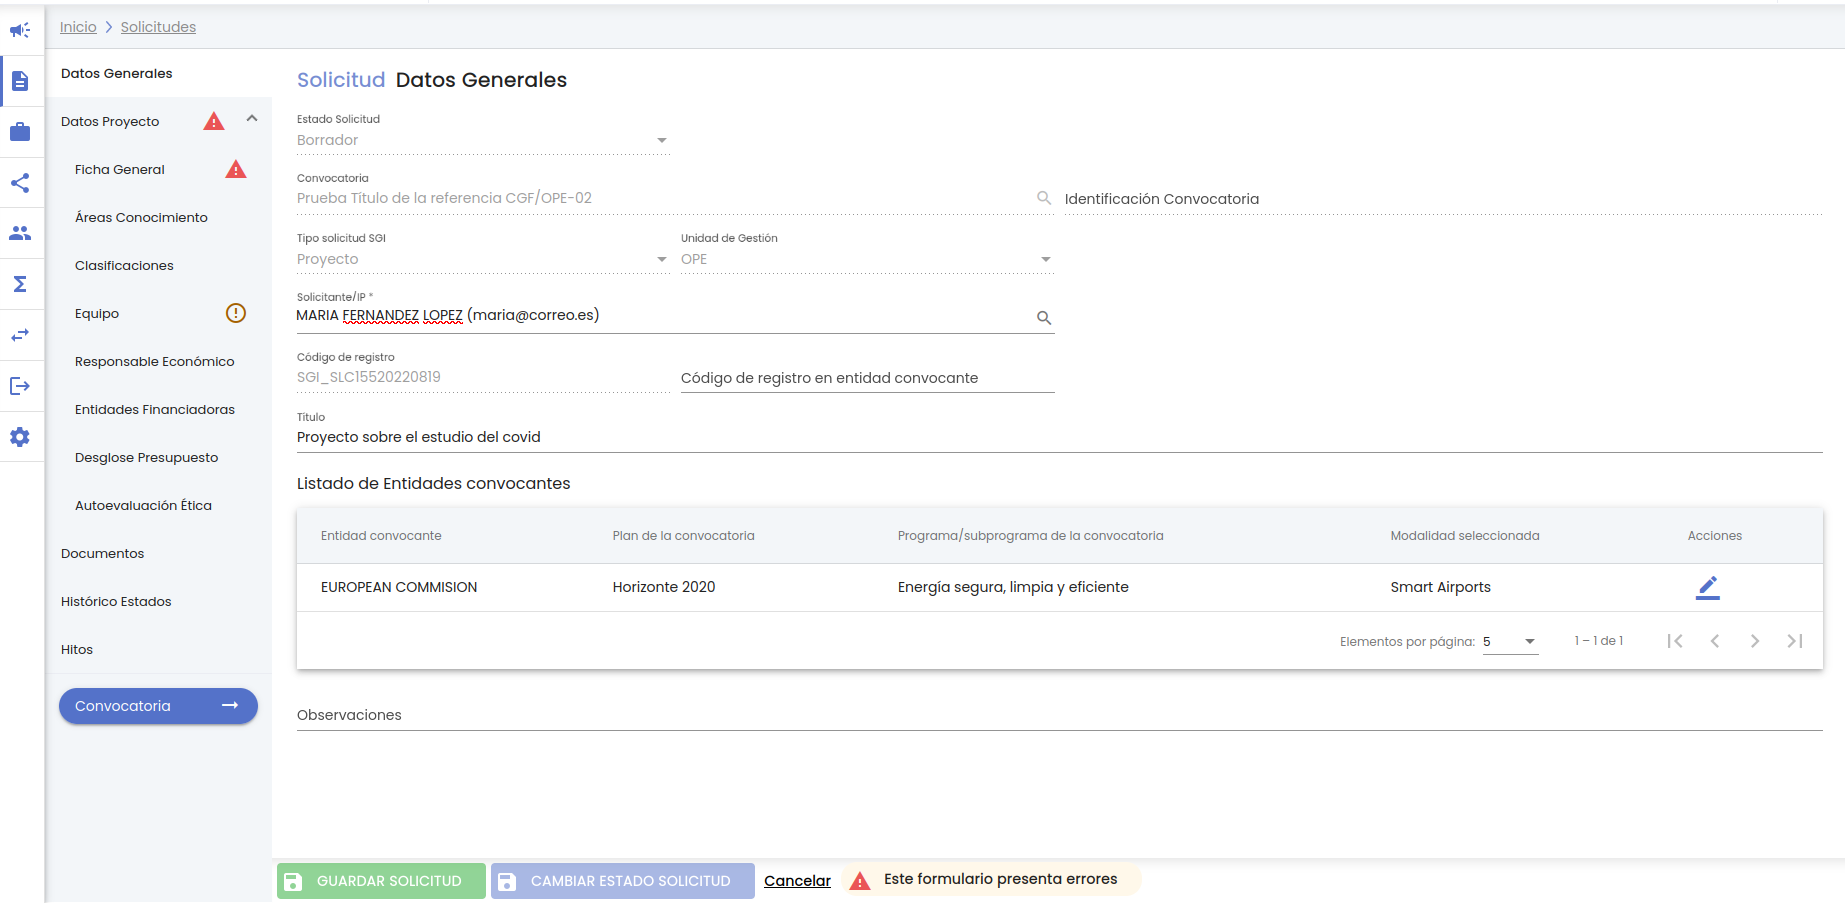 Inicio > Solicitudes
Datos Generales
Datos Proyecto
Ficha General
Áreas Conocimiento
Clasificaciones
Equipo
Responsable Económico
Entidades Financiadoras
Desglose Presupuesto
Autoevaluación Ética
Documentos
Histórico Estados
Hitos
Convocatoria
Solicitud Datos Generales
Estado Solicitud
Borrador
Convocatoria
Prueba Título de la referencia CGF/OPE-02
Identificación Convocatoria
Tipo solicitud SGI
Proyecto
Unidad de Gestión
OPE
Solicitante/IP *
MARIA FERNANDEZ LOPEZ (maria@correo.es)
Código de registro
SGI_SLC15520220819
Código de registro en entidad convocante
Título
Proyecto sobre el estudio del covid
Listado de Entidades convocantes
Entidad convocante Plan de la convocatoria Programa/subprograma de la convocatoria Modalidad seleccionada Acciones
EUROPEAN COMMISION Horizonte 2020 Energía segura, limpia y eficiente Smart Airports
Elementos por página: 5 1 – 1 de 1
Observaciones
GUARDAR SOLICITUD CAMBIAR ESTADO SOLICITUD Cancelar Este formulario presenta errores